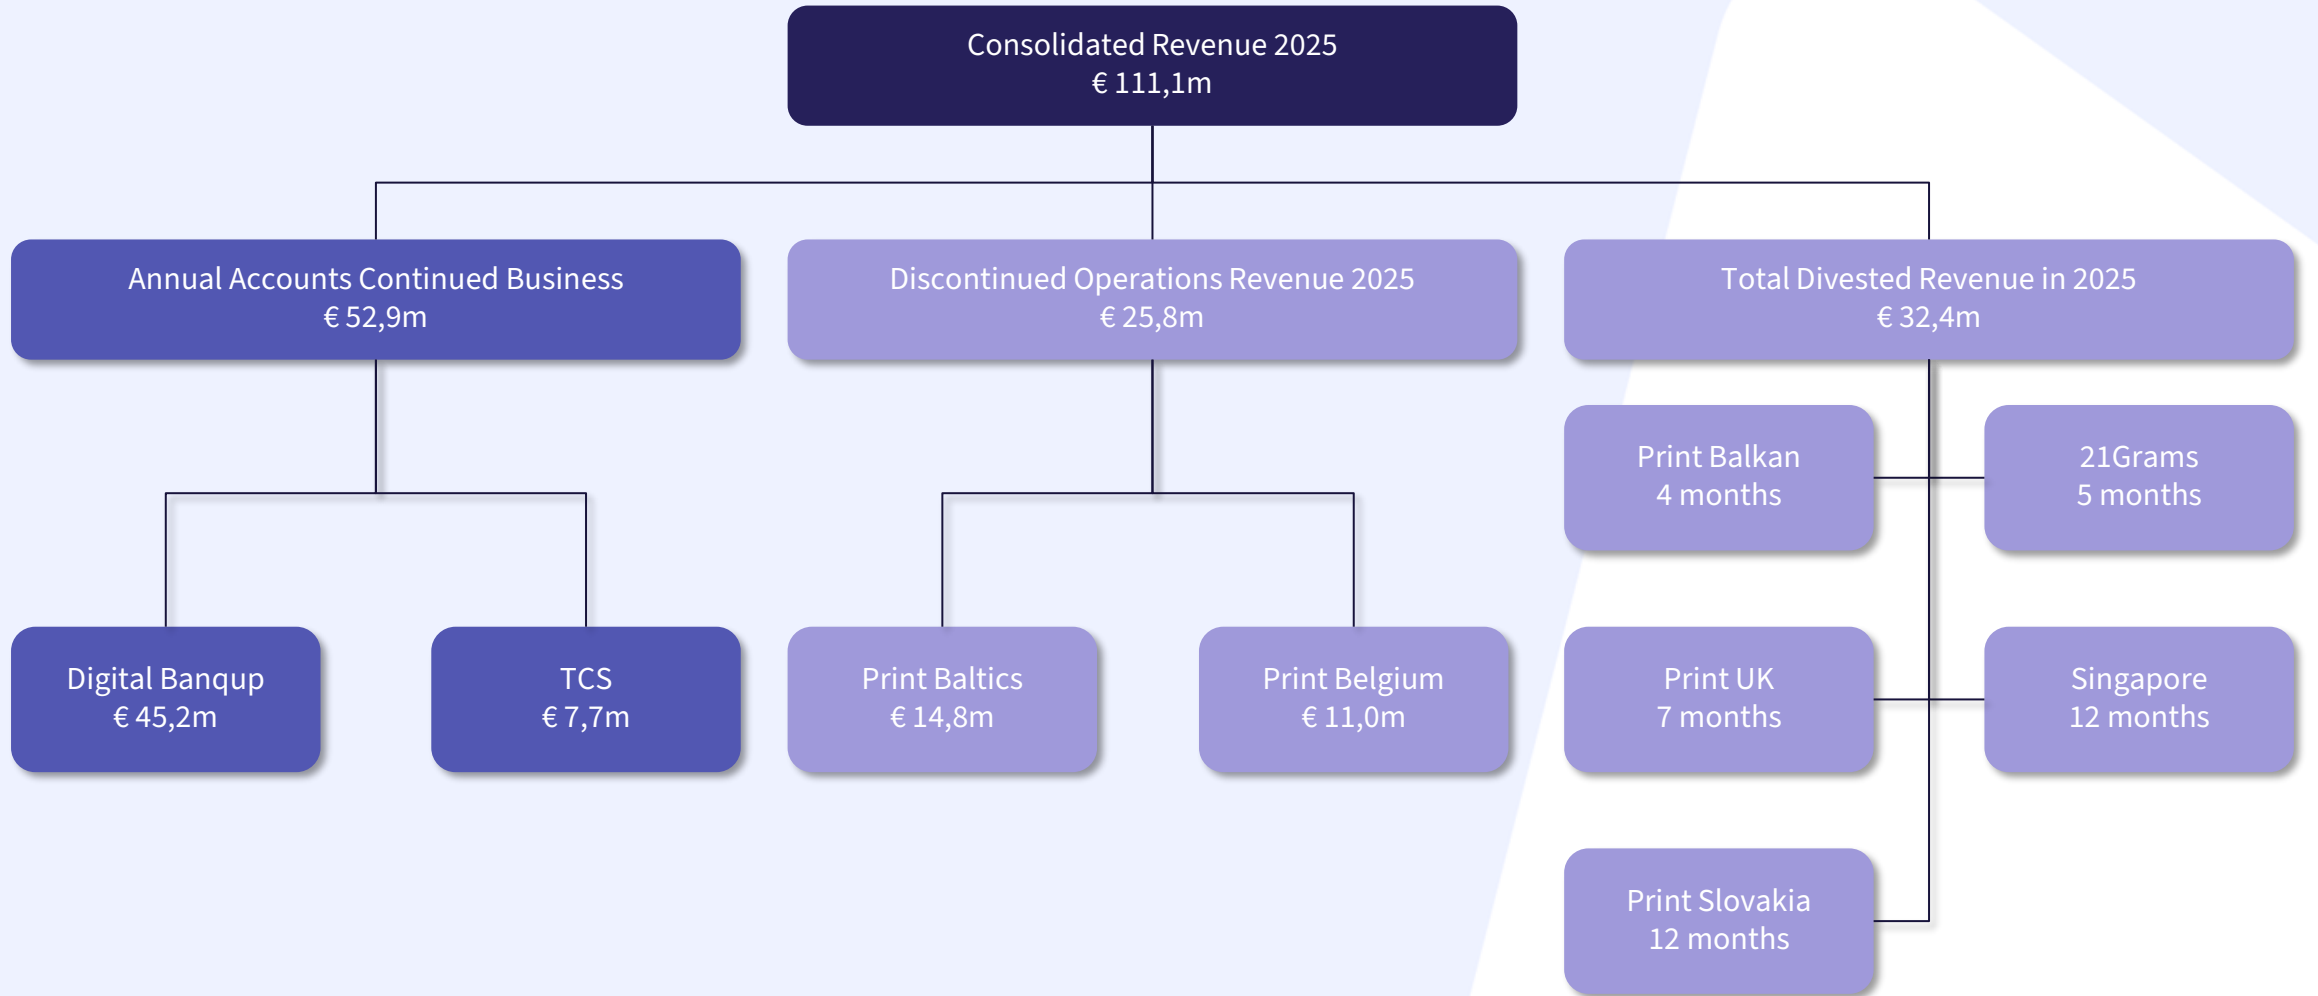 Consolidated Revenue 2025
€ 111,1m
Annual Accounts Continued Business
€ 52,9m
Discontinued Operations Revenue 2025
€ 25,8m
Total Divested Revenue in 2025
€ 32,4m
Print Balkan
4 months
21Grams
5 months
Digital Banqup
€ 45,2m
TCS
€ 7,7m
Print Baltics
€ 14,8m
Print Belgium
€ 11,0m
Print UK
7 months
Singapore
12 months
Print Slovakia
12 months